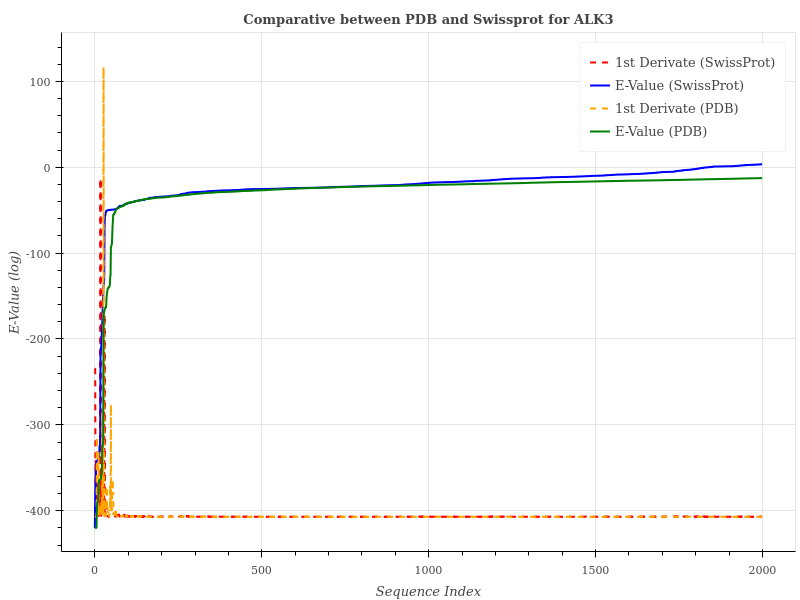 Comparative between PDB and Swissprot for ALK3
1st Derivate (SwissProt)
E-Value (SwissProt)
1st Derivate (PDB)
E-Value (PDB)
E-Value (log)
100
0
-100
-200
-300
-400
0
500
1000
1500
2000
Sequence Index